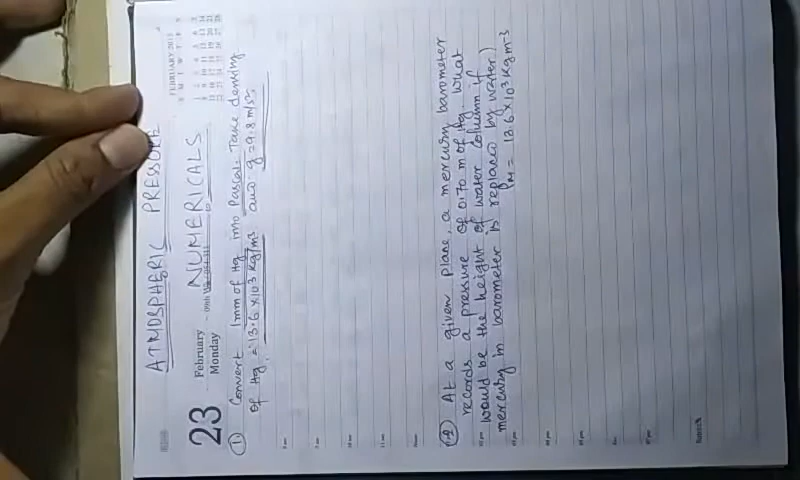 ATMOSPHERIC PRESSURE
FEBRUARY 2015
23 February Monday
NUMERICALS
① Convert 1mm of Hg into Pascal. Take density
of Hg = 13.6 x 10³ Kg/m³ and g = 9.8 m/s².
② At a given place, a mercury barometer
records a pressure of 0.70 m of Hg. What
would be the height of water column if
mercury in barometer is replaced by water)
ρM = 13.6 x 10³ Kg m-3